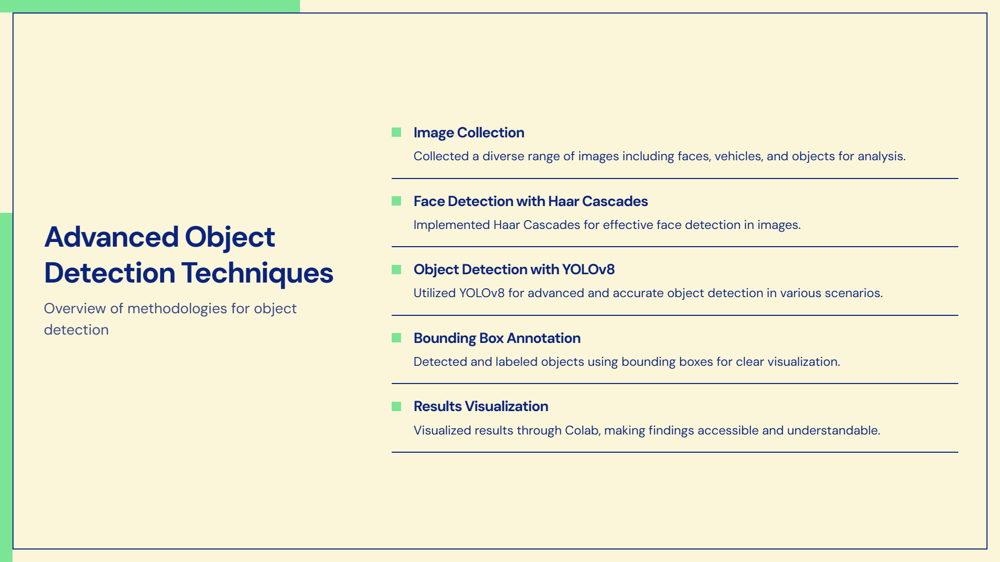 Advanced Object
Detection Techniques
Overview of methodologies for object
detection
Image Collection
Collected a diverse range of images including faces, vehicles, and objects for analysis.
Face Detection with Haar Cascades
Implemented Haar Cascades for effective face detection in images.
Object Detection with YOLOv8
Utilized YOLOv8 for advanced and accurate object detection in various scenarios.
Bounding Box Annotation
Detected and labeled objects using bounding boxes for clear visualization.
Results Visualization
Visualized results through Colab, making findings accessible and understandable.